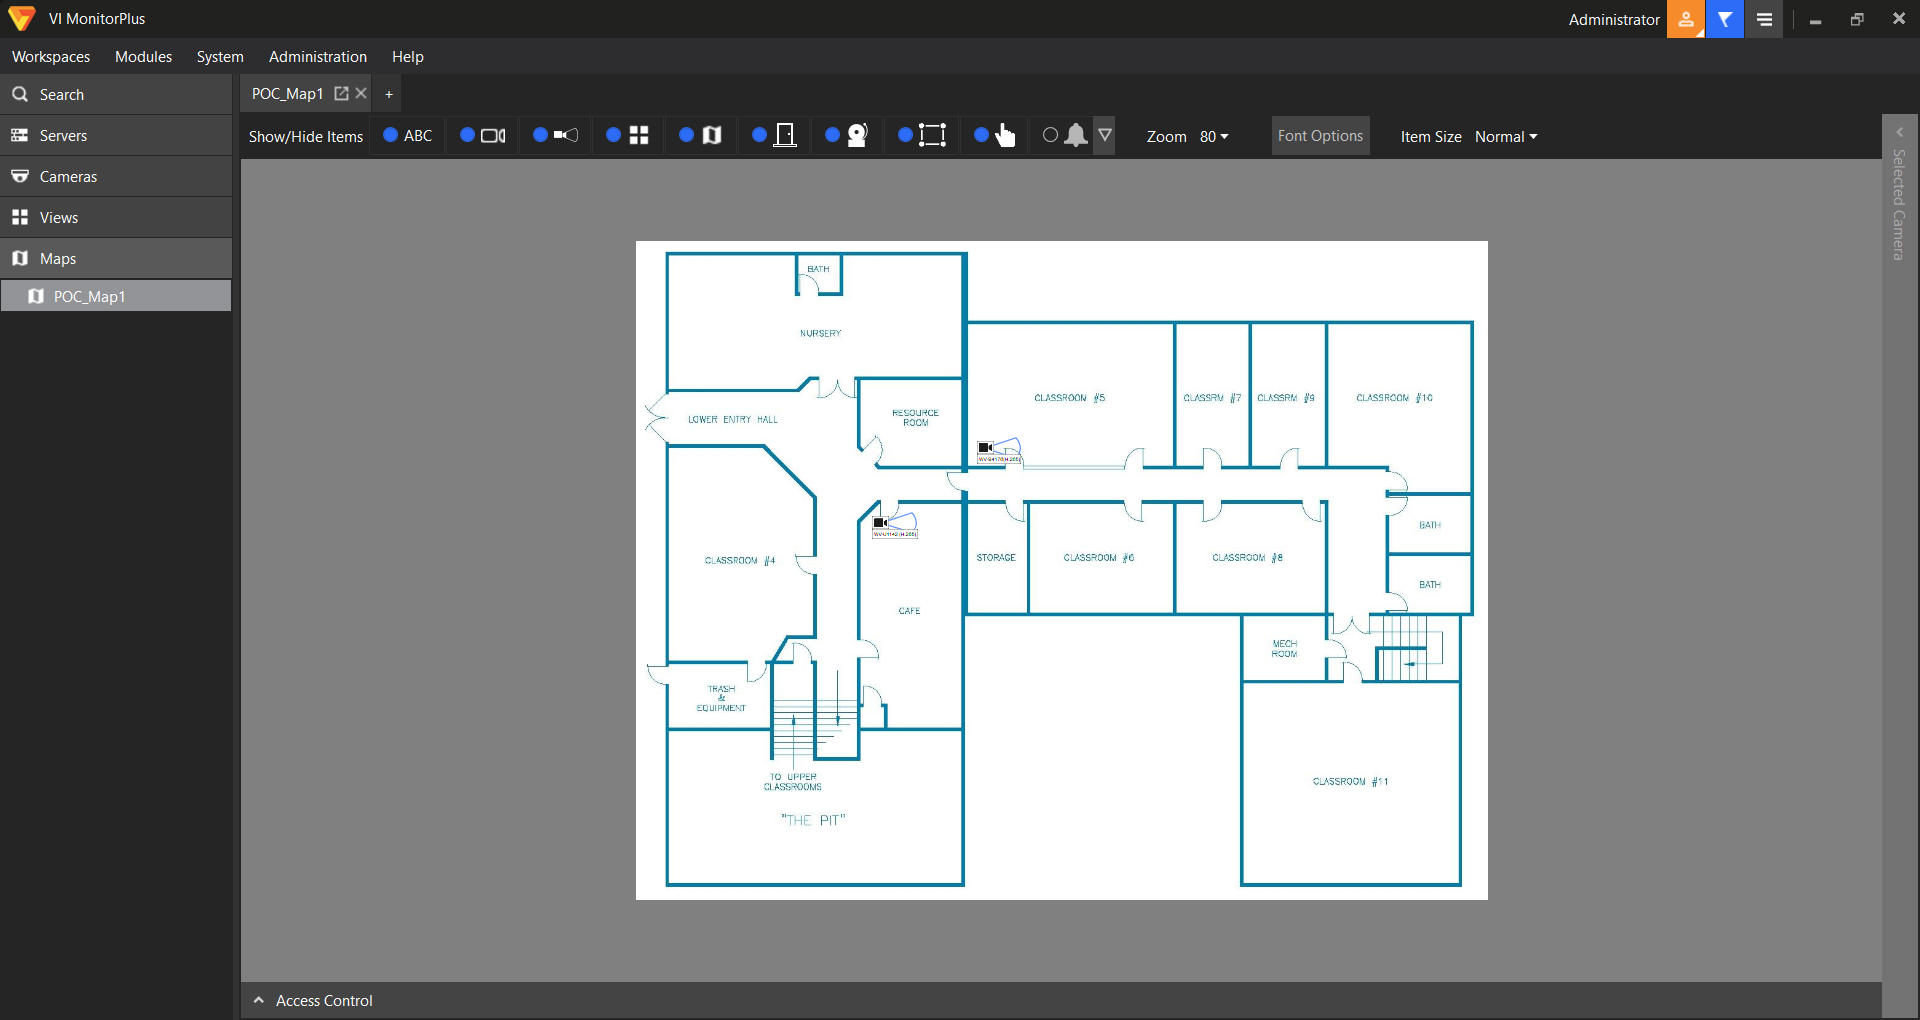 VI MonitorPlus
Administrator
Workspaces Modules System Administration Help
Search
Servers
Cameras
Views
Maps
POC_Map1
POC_Map1
+
Show/Hide Items ABC Zoom 80 Font Options Item Size Normal
Selected Camera
BATH
NURSERY
LOWER ENTRY HALL
RESOURCE
ROOM
CLASSROOM #5
CLASSRM #7
CLASSRM #9
CLASSROOM #10
WV-U1142 (H.265)
CLASSROOM #4
CAFE
STORAGE
CLASSROOM #6
CLASSROOM #8
BATH
BATH
MECH
ROOM
TRASH
&
EQUIPMENT
TO UPPER
CLASSROOMS
"THE PIT"
CLASSROOM #11
Access Control